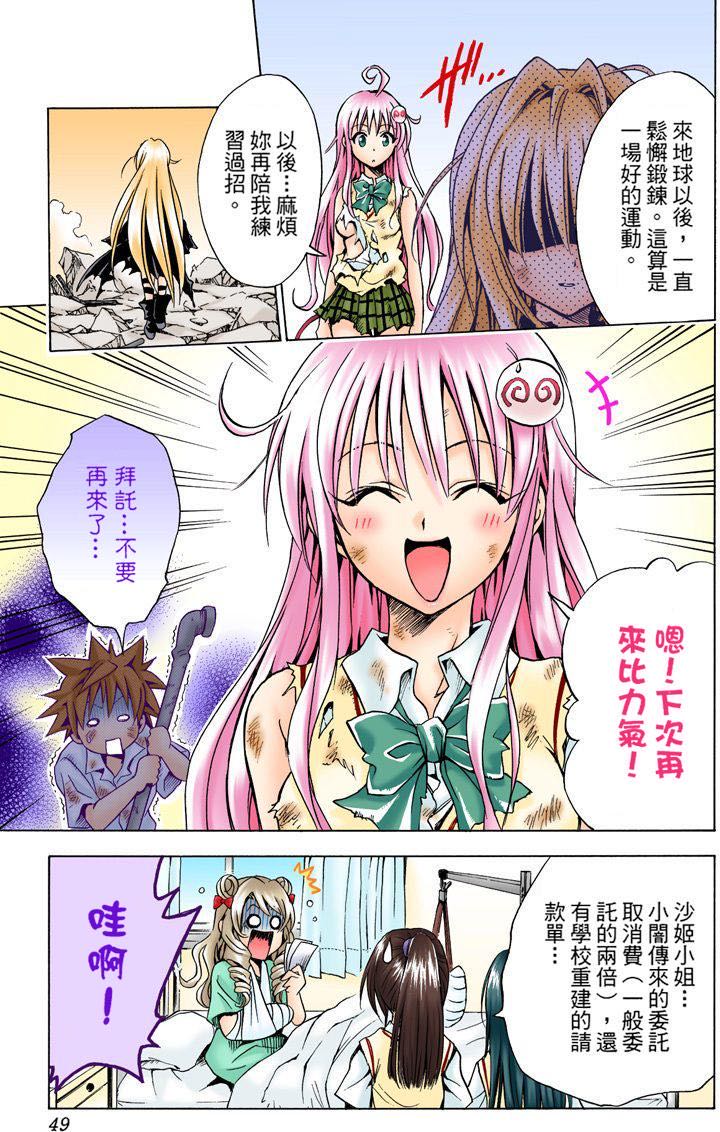 來地球以後，一直
鬆懈鍛鍊。這算是
一場好的運動。
以後…麻煩
妳再陪我練
習過招。
嗯！下次再
來比力氣！
拜託…不要
再來了…
沙姬小姐…
小闇傳來的委託
取消費（一般委
託的兩倍），還
有學校重建的請
款單…
哇啊！
49